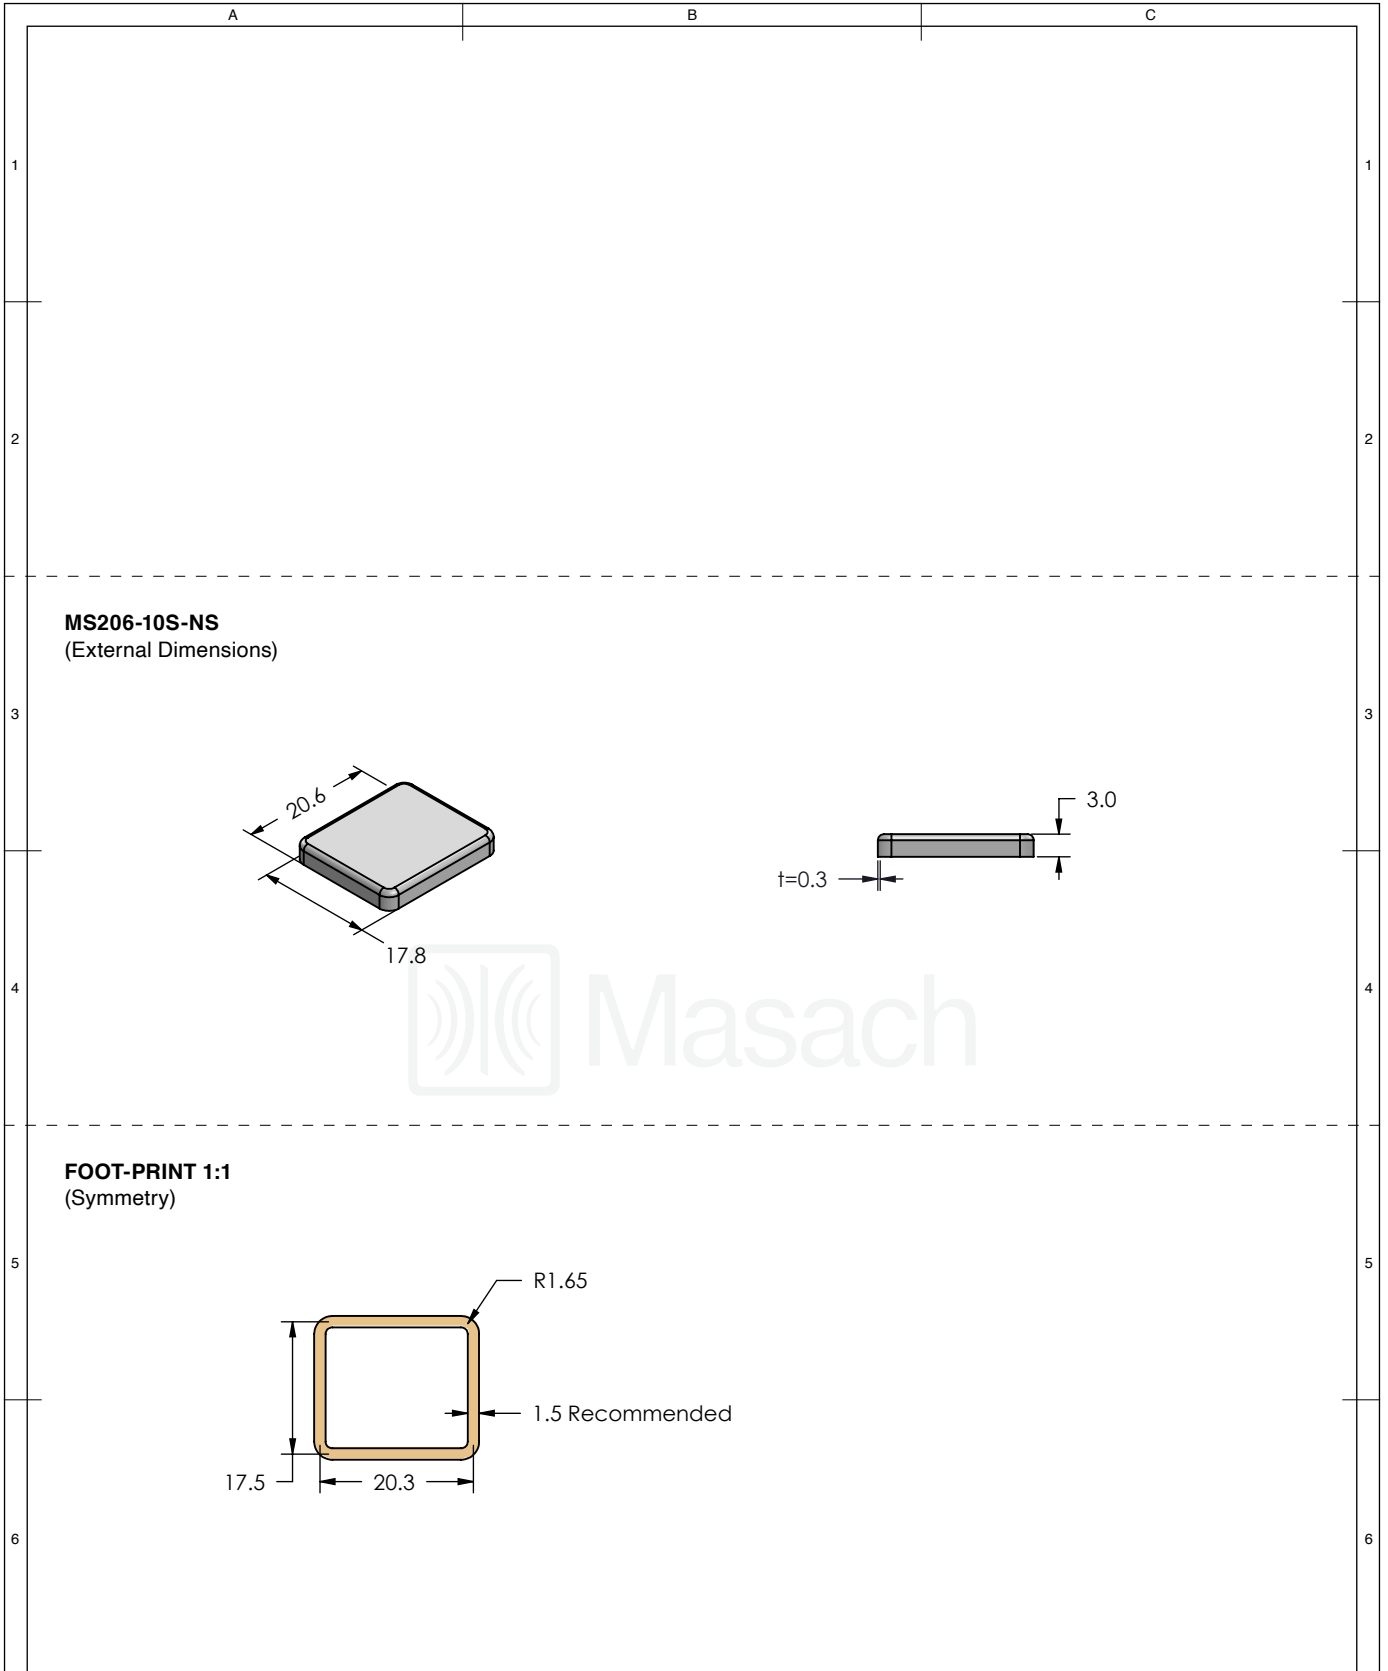 A B C
1 1
2 2
MS206-10S-NS
(External Dimensions)
3 3
20.6
3.0
t=0.3
17.8
Masach
4 4
FOOT-PRINT 1:1
(Symmetry)
5 5
R1.65
1.5 Recommended
17.5
20.3
6 6